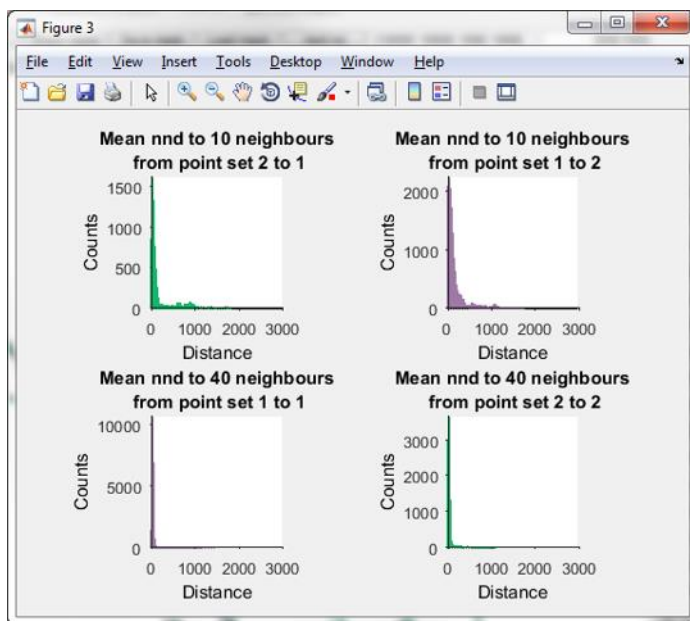 Figure 3
File Edit View Insert Tools Desktop Window Help
Mean nnd to 10 neighbours
from point set 2 to 1
1500
1000
500
0
Counts
0 1000 2000 3000
Distance
Mean nnd to 10 neighbours
from point set 1 to 2
2000
1000
0
Counts
0 1000 2000 3000
Distance
Mean nnd to 40 neighbours
from point set 1 to 1
10000
5000
0
Counts
0 1000 2000 3000
Distance
Mean nnd to 40 neighbours
from point set 2 to 2
3000
2000
1000
0
Counts
0 1000 2000 3000
Distance